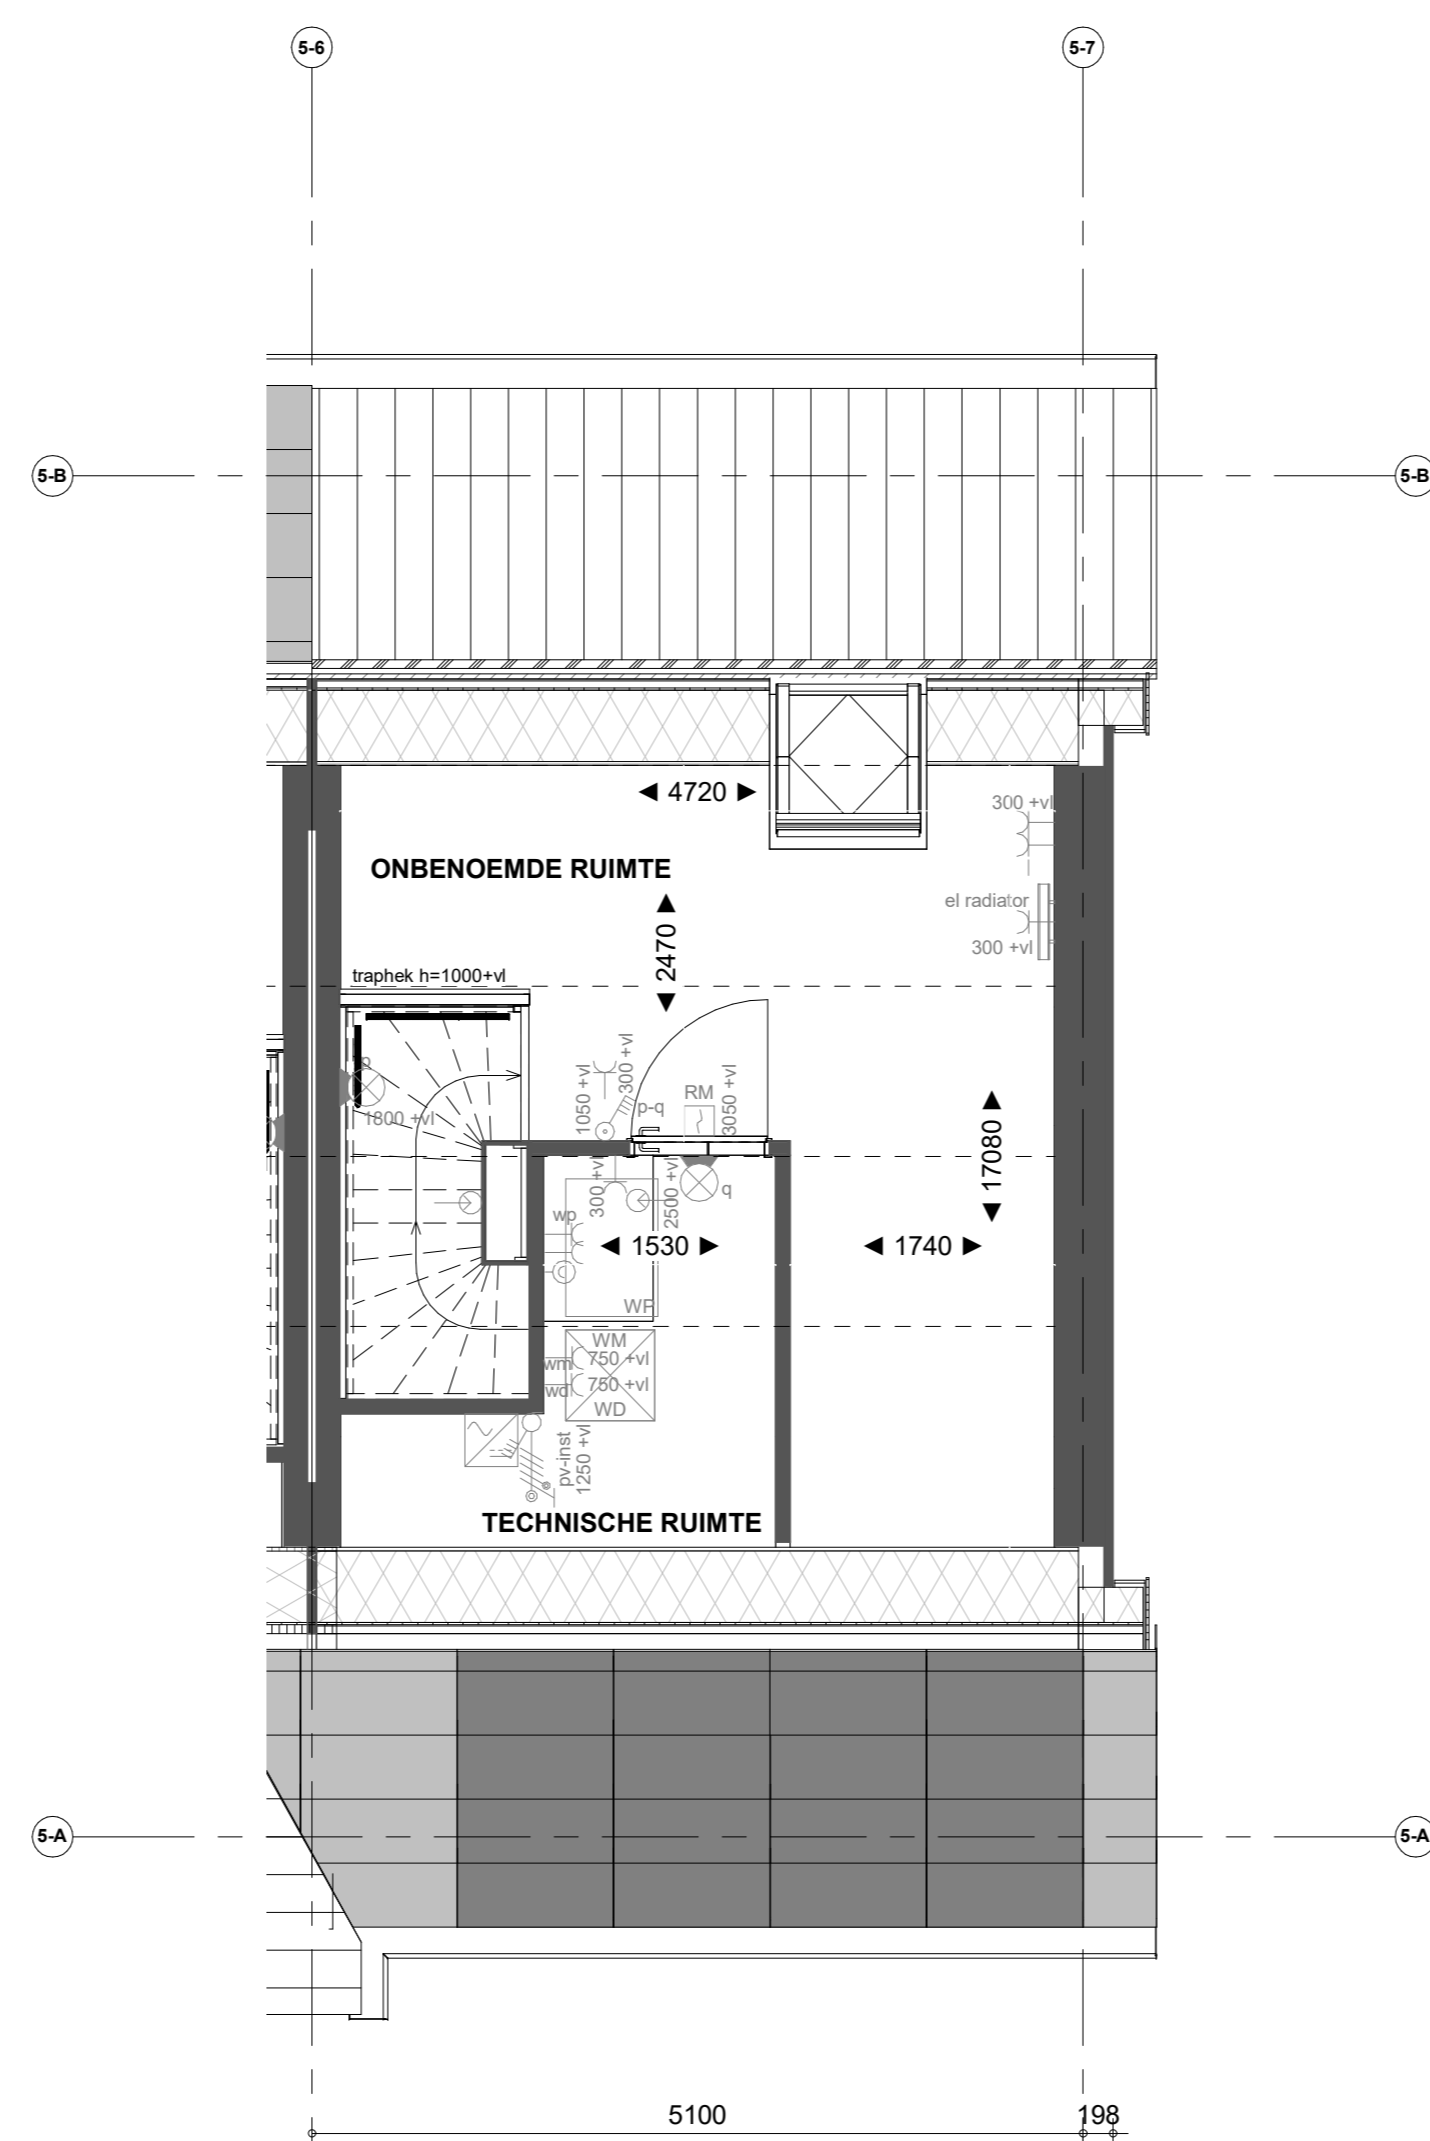 5-6
5-7
5-B
5-B
4720
300 +vl
ONBENOEMDE RUIMTE
el radiator
2470
300 +vl
traphek h=1000+vl
p
1800 +vl
1050 +vl
300 +vl
p-q
RM
3050 +vl
17080
300 +vl
2500 +vl
q
wp
1530
1740
WP
WM
wm
750 +vl
wd
750 +vl
WD
pv-inst
1250 +vl
TECHNISCHE RUIMTE
5-A
5-A
5100
198